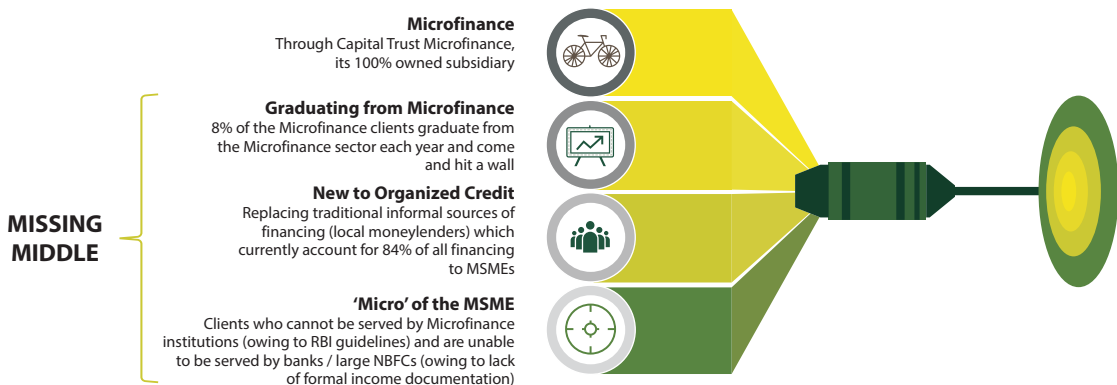 Microfinance
Through Capital Trust Microfinance,
its 100% owned subsidiary
Graduating from Microfinance
8% of the Microfinance clients graduate from
the Microfinance sector each year and come
and hit a wall
New to Organized Credit
Replacing traditional informal sources of
financing (local moneylenders) which
currently account for 84% of all financing
to MSMEs
MISSING
MIDDLE
‘Micro’ of the MSME
Clients who cannot be served by Microfinance
institutions (owing to RBI guidelines) and are unable
to be served by banks / large NBFCs (owing to lack
of formal income documentation)